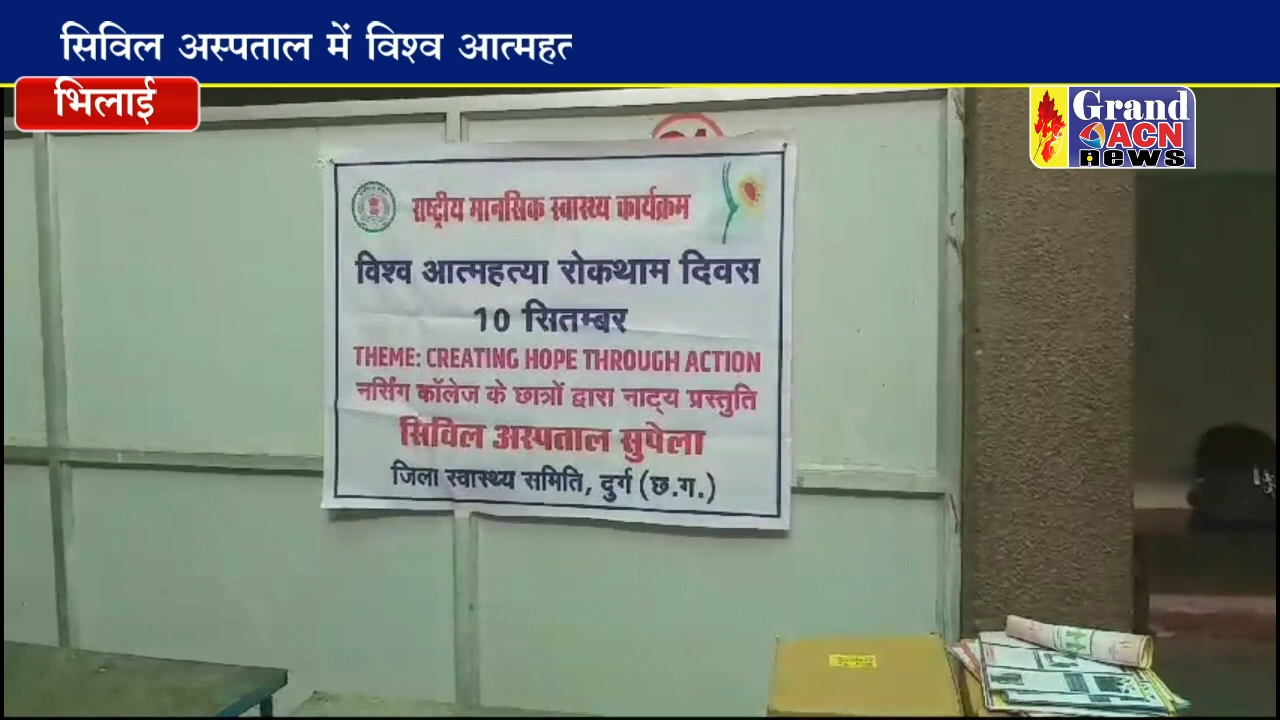 सिविल अस्पताल में विश्व आत्महत
भिलाई
Grand
ACN
news
राष्ट्रीय मानसिक स्वास्थ्य कार्यक्रम
विश्व आत्महत्या रोकथाम दिवस
10 सितम्बर
THEME: CREATING HOPE THROUGH ACTION
नर्सिंग कॉलेज के छात्रों द्वारा नाट्य प्रस्तुति
सिविल अस्पताल सुपेला
जिला स्वास्थ्य समिति, दुर्ग (छ.ग.)